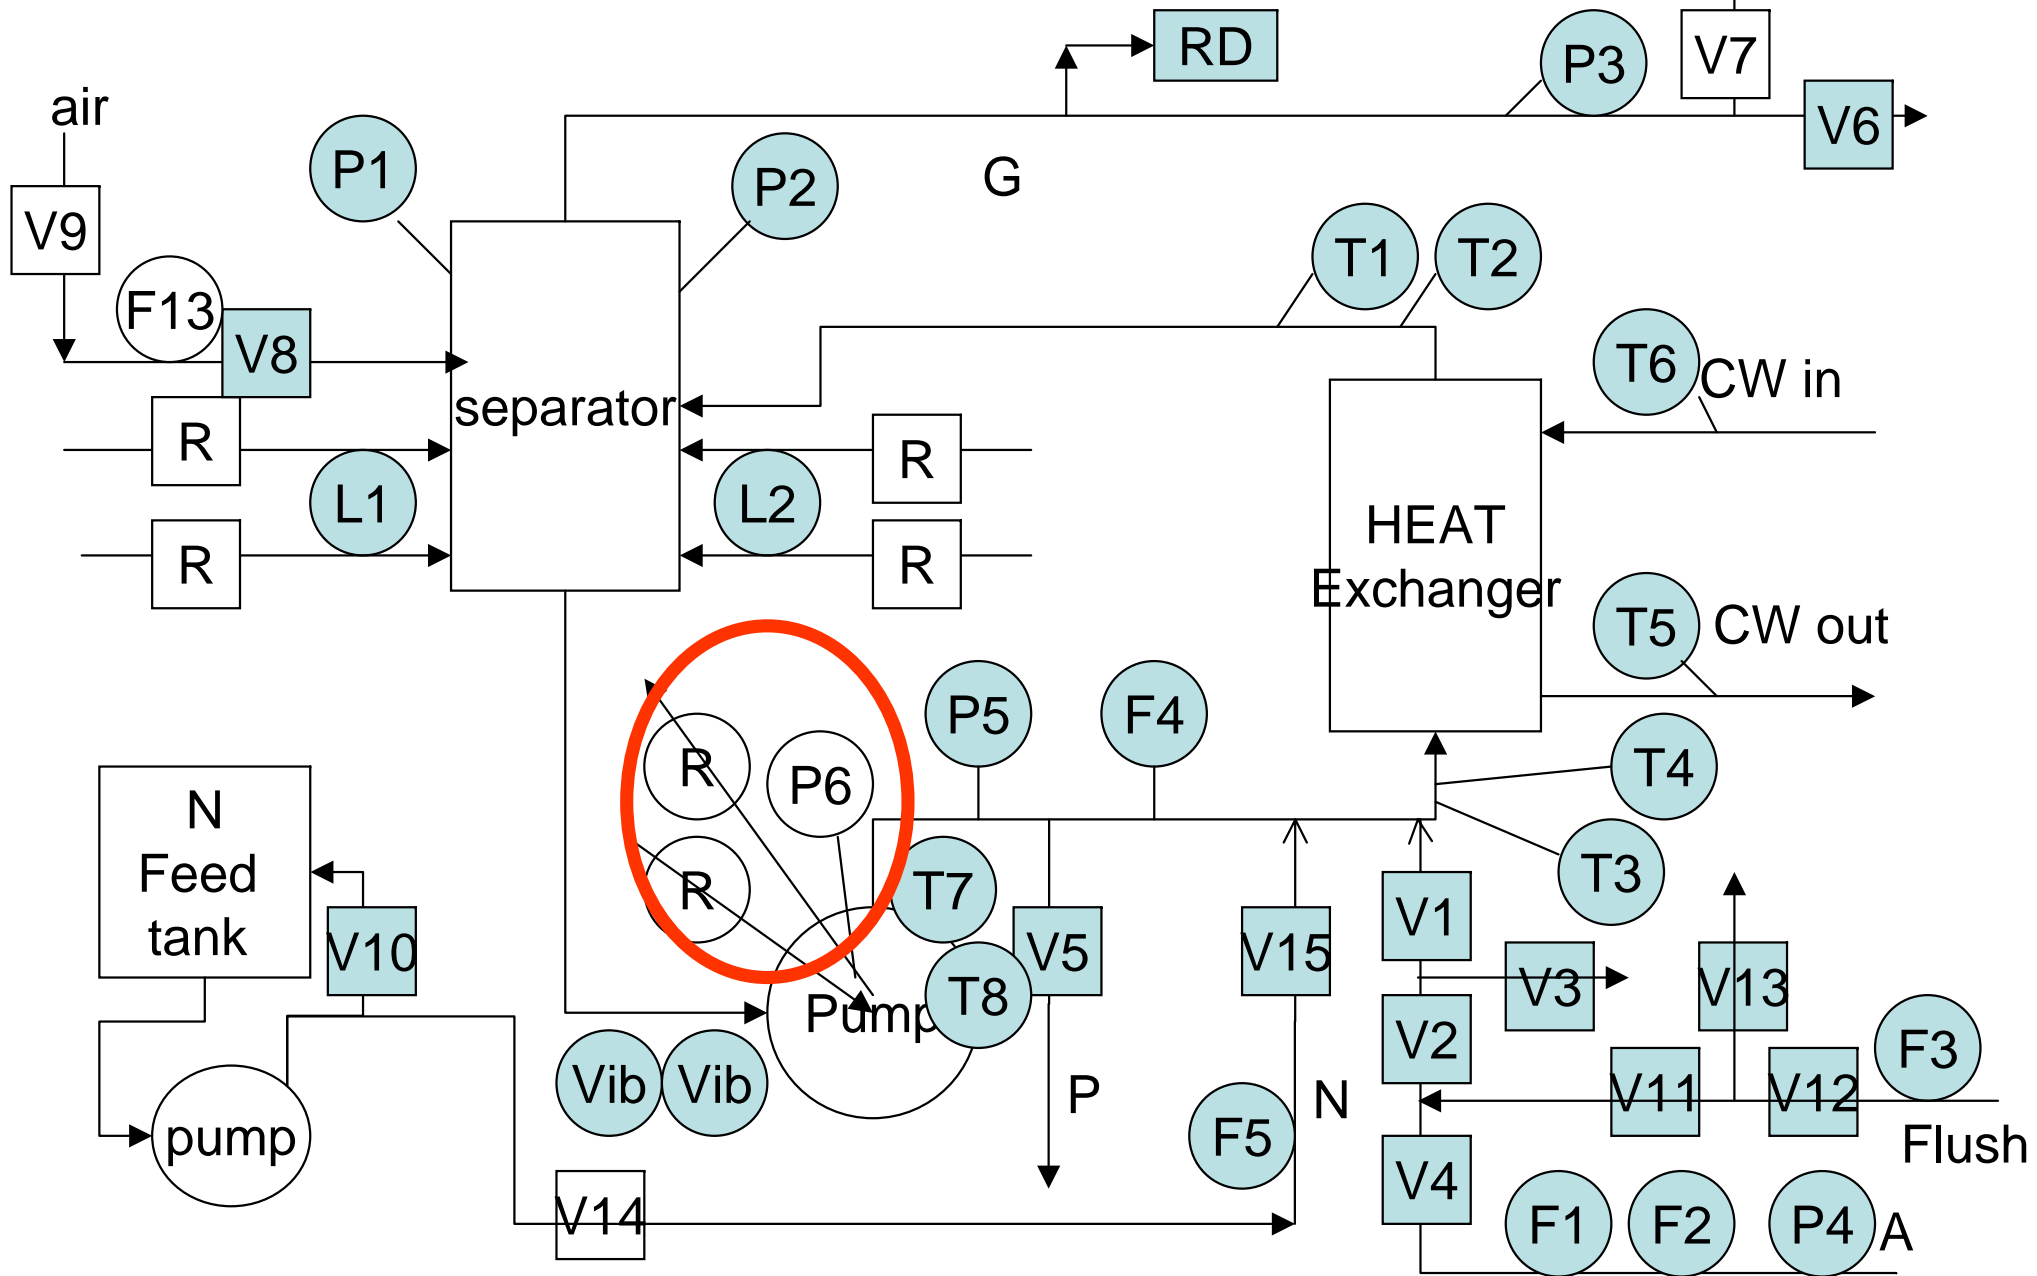 RD
P3
V7
air
V6
P1
P2
G
V9
T1
T2
F13
V8
T6
CW in
separator
R
R
L1
L2
HEAT
Exchanger
R
R
T5
CW out
P5
F4
R
P6
T4
N
Feed
tank
T3
R
T7
V1
V10
V5
V15
V3
V13
T8
Pump
V2
F3
Vib
Vib
P
N
V11
V12
pump
F5
Flush
V4
V14
F1
F2
P4
A